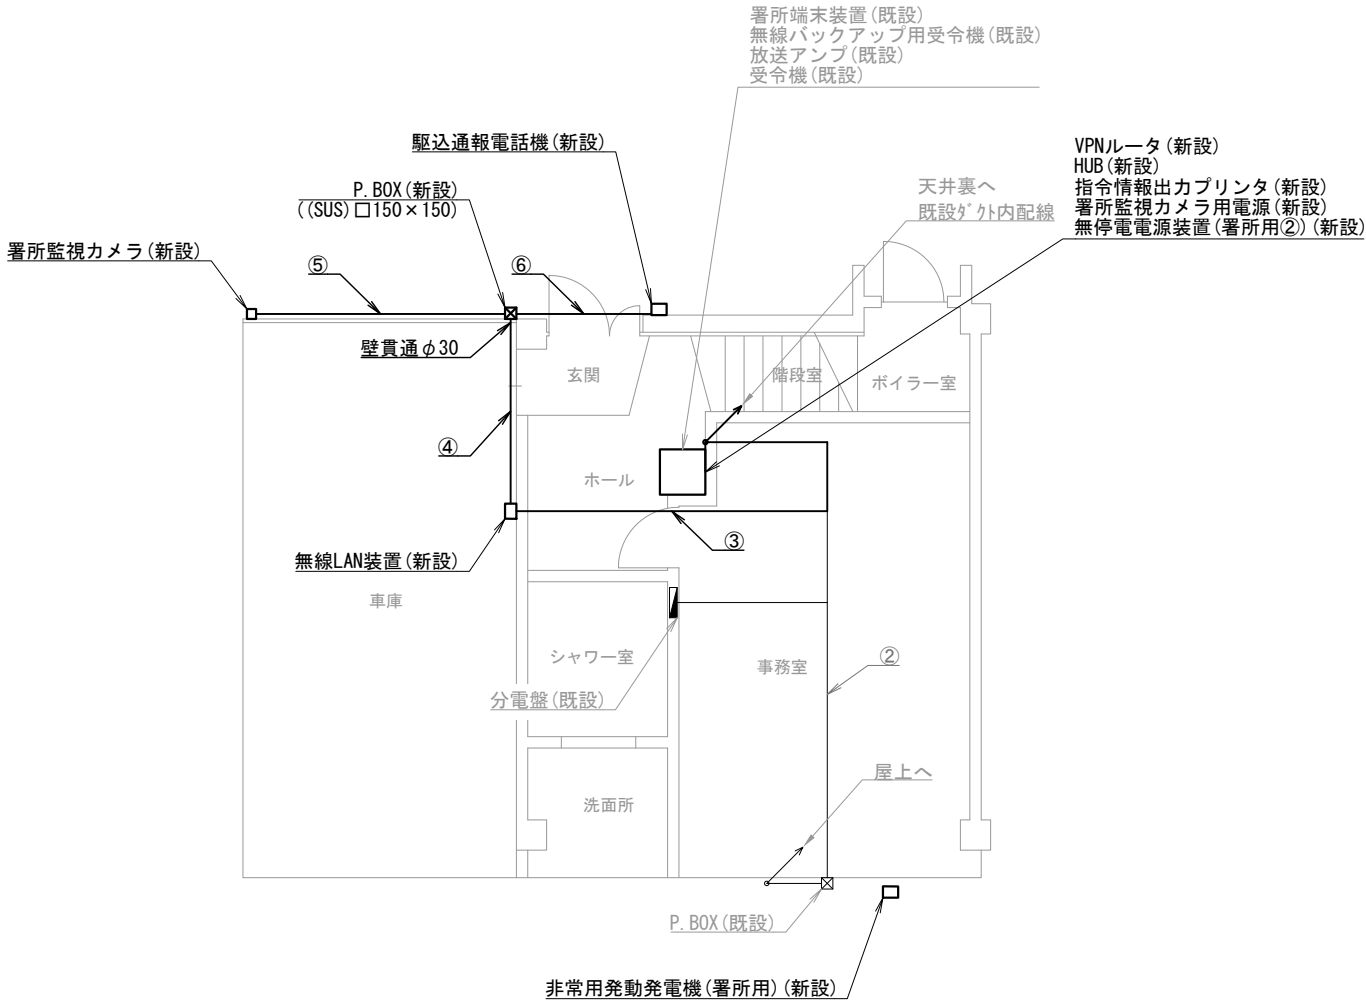 署所端末装置(既設)
無線バックアップ用受令機(既設)
放送アンプ(既設)
受令機(既設)
駆込通報電話機(新設)
VPNルータ(新設)
HUB(新設)
指令情報出力プリンタ(新設)
署所監視カメラ用電源(新設)
無停電電源装置(署所用②)(新設)
P.BOX(新設)
((SUS)□150×150)
天井裏へ
既設ダクト内配線
署所監視カメラ(新設)
⑤
⑥
壁貫通φ30
玄関
階段室
ボイラー室
④
ホール
③
無線LAN装置(新設)
車庫
シャワー室
事務室
②
分電盤(既設)
屋上へ
洗面所
P.BOX(既設)
非常用発動発電機(署所用)(新設)